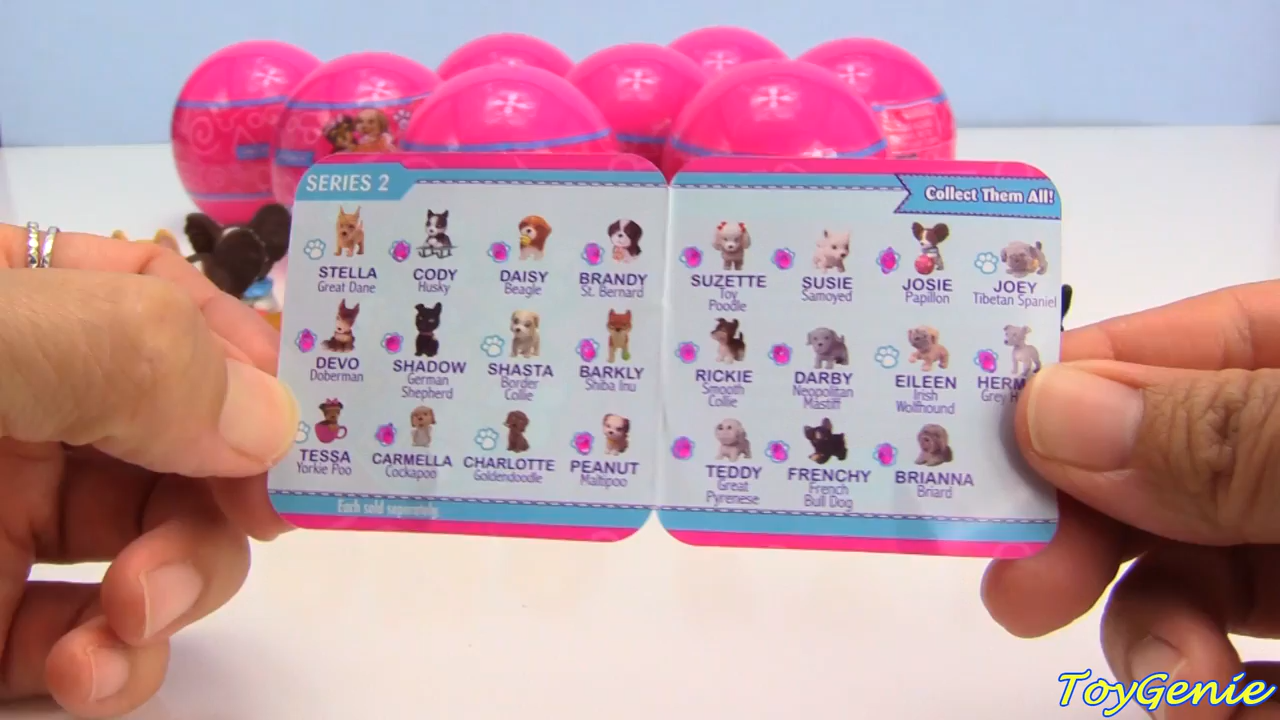 SERIES 2
Collect Them All!
STELLA
Great Dane
CODY
Husky
DAISY
Beagle
BRANDY
St. Bernard
SUZETTE
Toy
Poodle
SUSIE
Samoyed
JOSIE
Papillon
JOEY
Tibetan Spaniel
DEVO
Doberman
SHADOW
German
Shepherd
SHASTA
Border
Collie
BARKLY
Shiba Inu
RICKIE
Smooth
Collie
DARBY
Neopolitan
Mastiff
EILEEN
Irish
Wolfhound
HERM
Grey H
TESSA
Yorkie Poo
CARMELLA
Cockapoo
CHARLOTTE
Goldendoodle
PEANUT
Maltipoo
TEDDY
Great
Pyrenese
FRENCHY
French
Bull Dog
BRIANNA
Briard
Each sold separately
ToyGenie